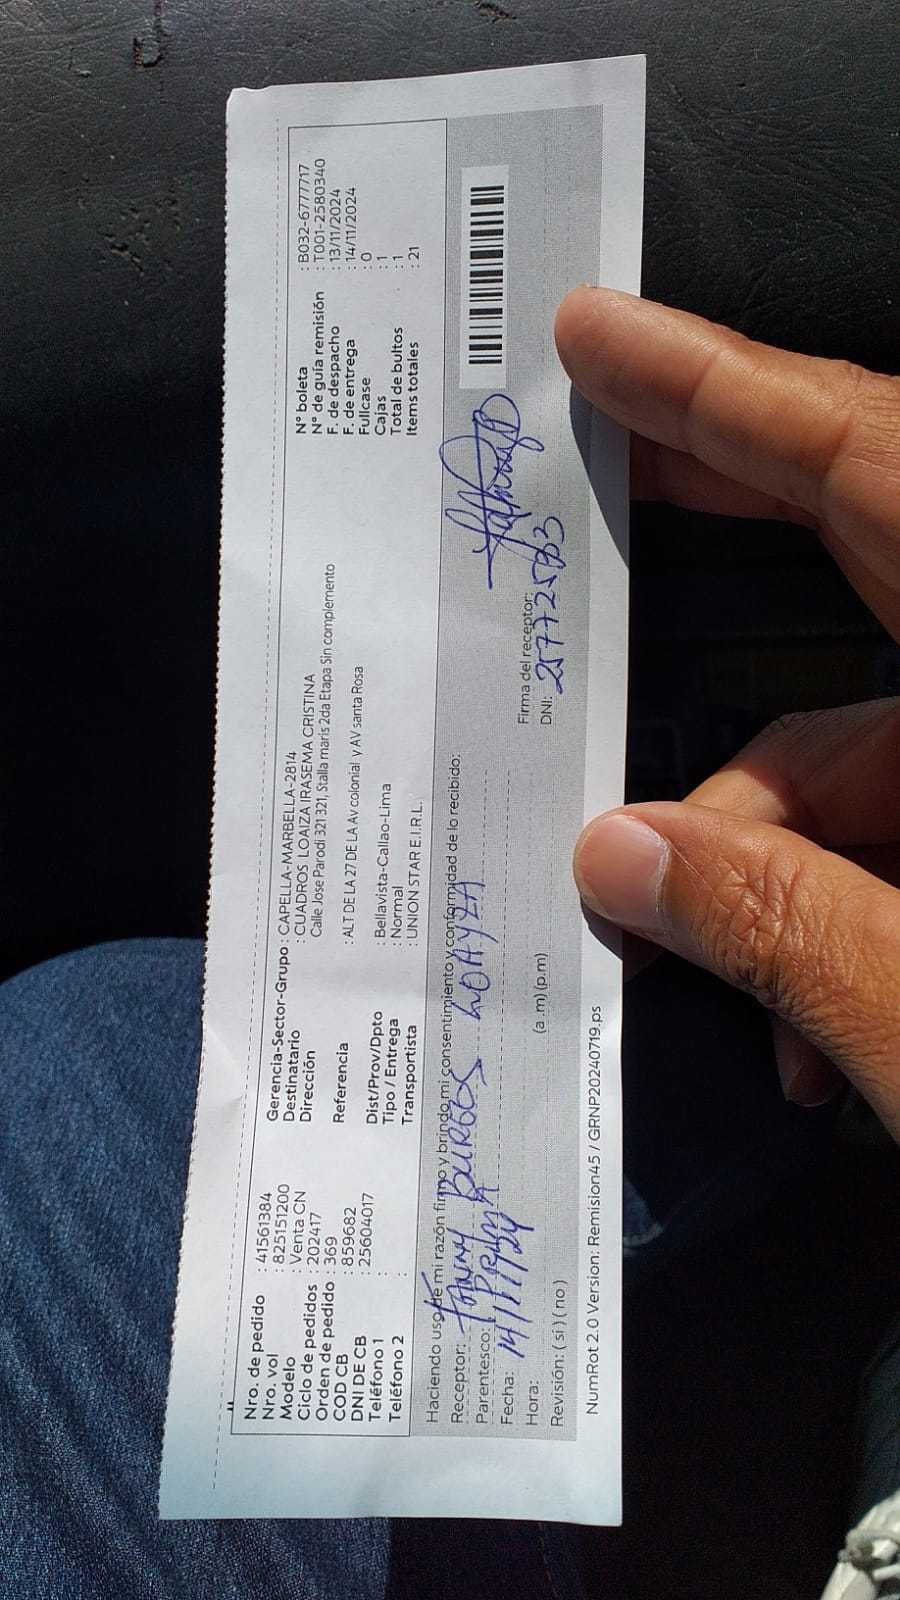 Nro. de pedido : 41561384
Nro. vol : 825151200
Modelo : Venta CN
Ciclo de pedidos : 202417
Orden de pedido : 369
COD CB : 859682
DNI DE CB : 25604017
Teléfono 1 :
Teléfono 2 :
Gerencia-Sector-Grupo : CAPELLA-MARBELLA-2814
Destinatario : CUADROS LOAIZA IRASEMA CRISTINA
Dirección Calle Jose Parodi 321 321, Stalla maris 2da Etapa Sin complemento
Referencia : ALT DE LA 27 DE LA Av colonial y AV santa Rosa
Dist/Prov/Dpto : Bellavista-Callao-Lima
Tipo / Entrega : Normal
Transportista : UNION STAR E.I.R.L.
N° boleta : B032-6777717
N° de guía remisión : T001-2580340
F. de despacho : 13/11/2024
F. de entrega : 14/11/2024
Fullcase : 0
Cajas : 1
Total de bultos : 1
Items totales : 21
Haciendo uso de mi razón firmo y brindo mi consentimiento y conformidad de lo recibido:
Receptor: FANNY BURGOS LOAYZA
Parentesco: PRIMA
Fecha: 14/11/24
Hora: (a .m) (p.m)
Revisión: ( sí ) ( no )
Firma del receptor:
DNI:
NumRot 2.0 Version: Remision45 / GRNP20240719.ps